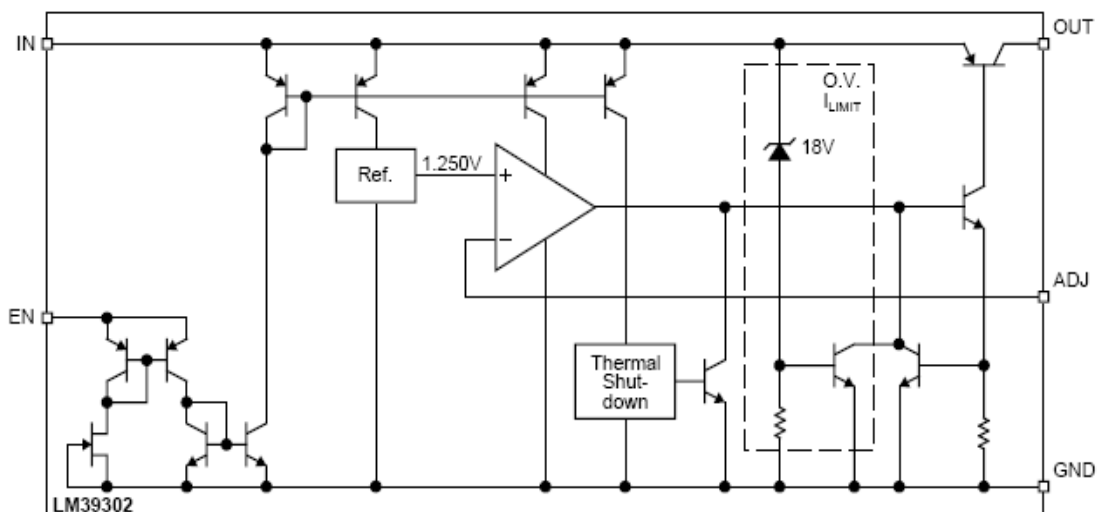 IN
OUT
O.V.
ILIMIT
18V
Ref.
1.250V
+
−
ADJ
EN
Thermal
Shut-
down
GND
LM39302